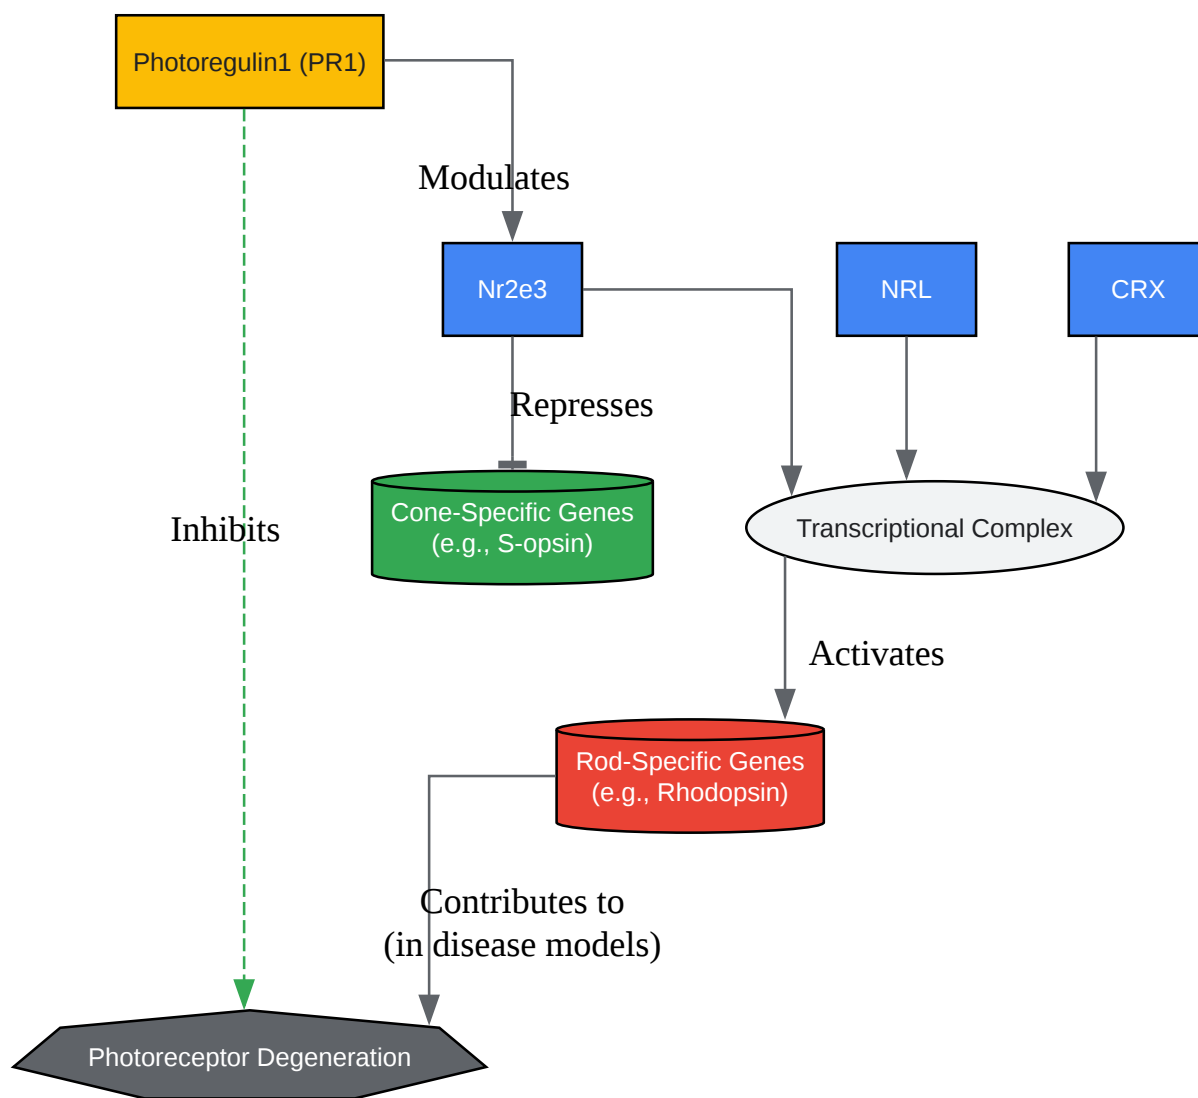 Photoregulin1 (PR1)
Modulates
Nr2e3
NRL
CRX
Represses
Cone-Specific Genes
(e.g., S-opsin)
Inhibits
Transcriptional Complex
Activates
Rod-Specific Genes
(e.g., Rhodopsin)
Contributes to
(in disease models)
Photoreceptor Degeneration